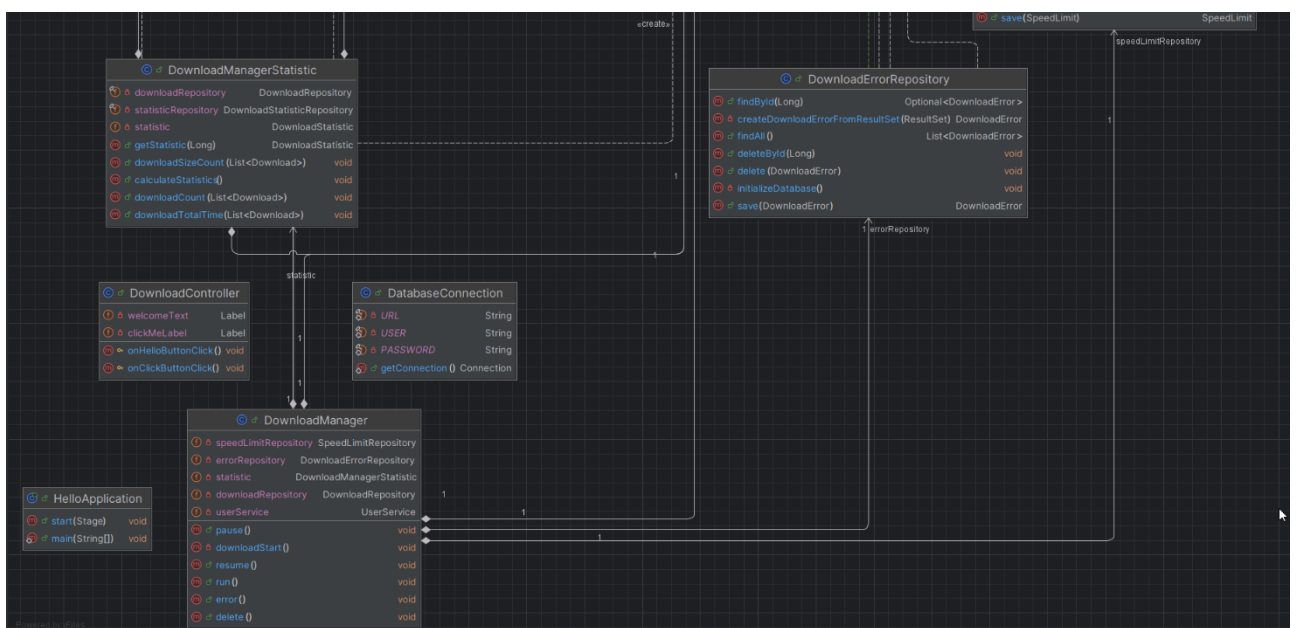 save(SpeedLimit) SpeedLimit
«create»
speedLimitRepository
DownloadManagerStatistic
downloadRepository DownloadRepository
statisticRepository DownloadStatisticRepository
statistic DownloadStatistic
getStatistic(Long) DownloadStatistic
downloadSizeCount(List<Download>) void
calculateStatistics() void
downloadCount(List<Download>) void
downloadTotalTime(List<Download>) void
DownloadErrorRepository
findById(Long) Optional<DownloadError>
createDownloadErrorFromResultSet(ResultSet) DownloadError
findAll() List<DownloadError>
deleteById(Long) void
delete(DownloadError) void
initializeDatabase() void
save(DownloadError) DownloadError
1
1
1 errorRepository
1
statistic
DownloadController
welcomeText Label
clickMeLabel Label
onHelloButtonClick() void
onClickButtonClick() void
DatabaseConnection
URL String
USER String
PASSWORD String
getConnection() Connection
1
1
1
DownloadManager
speedLimitRepository SpeedLimitRepository
errorRepository DownloadErrorRepository
statistic DownloadManagerStatistic
downloadRepository DownloadRepository
userService UserService
pause() void
downloadStart() void
resume() void
run() void
error() void
delete() void
1
1
1
HelloApplication
start(Stage) void
main(String[]) void
Powered by yFiles